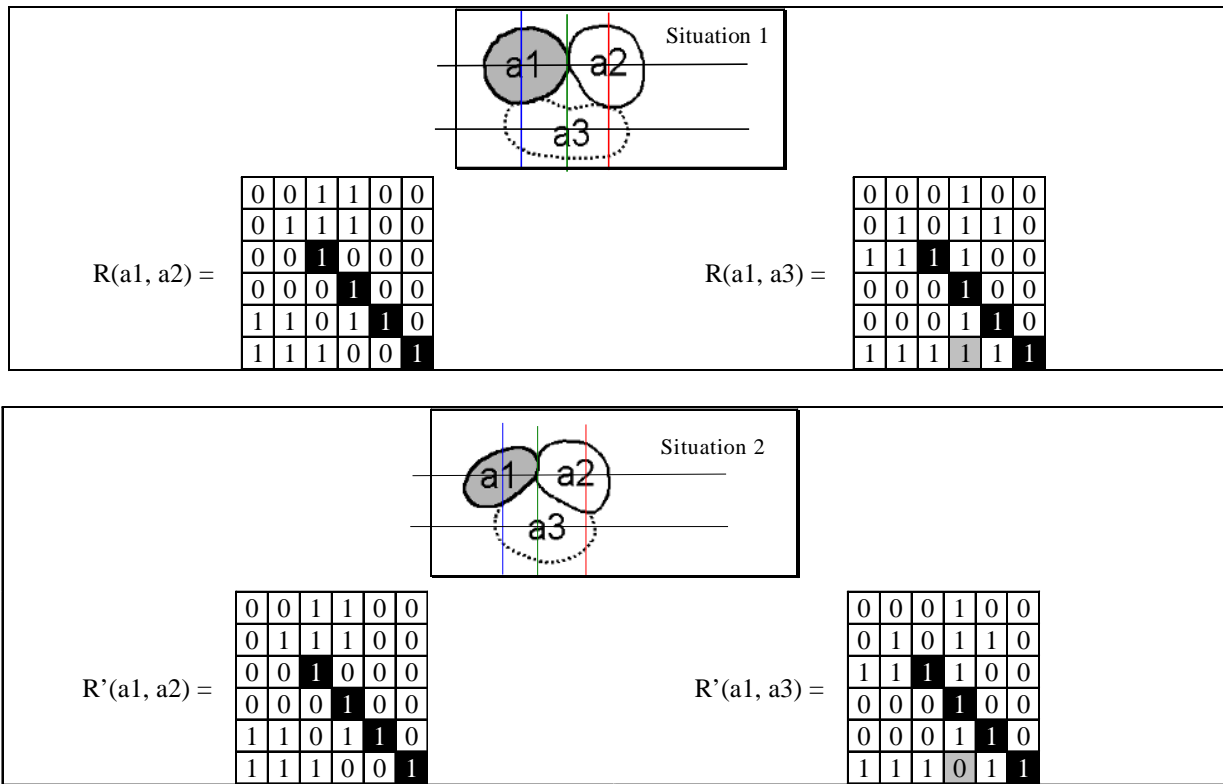 Situation 1
a1 a2
a3
0 0 1 1 0 0
0 1 1 1 0 0
0 0 1 0 0 0
R(a1, a2) =
0 0 0 1 0 0
1 1 0 1 1 0
1 1 1 0 0 1
0 0 0 1 0 0
0 1 0 1 1 0
1 1 1 1 0 0
R(a1, a3) =
0 0 0 1 0 0
0 0 0 1 1 0
1 1 1 1 1 1
Situation 2
a1 a2
a3
0 0 1 1 0 0
0 1 1 1 0 0
0 0 1 0 0 0
R’(a1, a2) =
0 0 0 1 0 0
1 1 0 1 1 0
1 1 1 0 0 1
0 0 0 1 0 0
0 1 0 1 1 0
1 1 1 1 0 0
R’(a1, a3) =
0 0 0 1 0 0
0 0 0 1 1 0
1 1 1 0 1 1